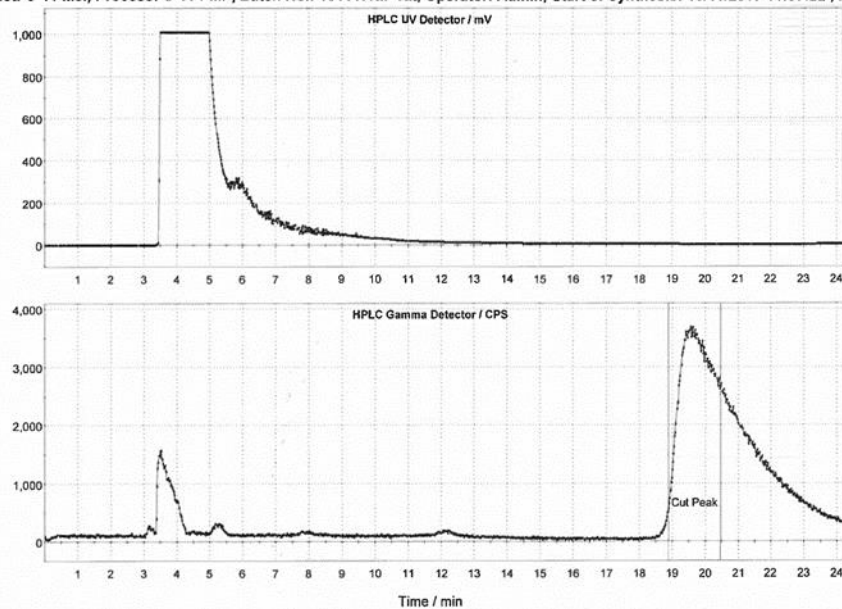 HPLC UV Detector / mV
1,000
800
600
400
200
0
1 2 3 4 5 6 7 8 9 10 11 12 13 14 15 16 17 18 19 20 21 22 23 24
HPLC Gamma Detector / CPS
4,000
3,000
2,000
1,000
0
Cut Peak
1 2 3 4 5 6 7 8 9 10 11 12 13 14 15 16 17 18 19 20 21 22 23 24
Time / min